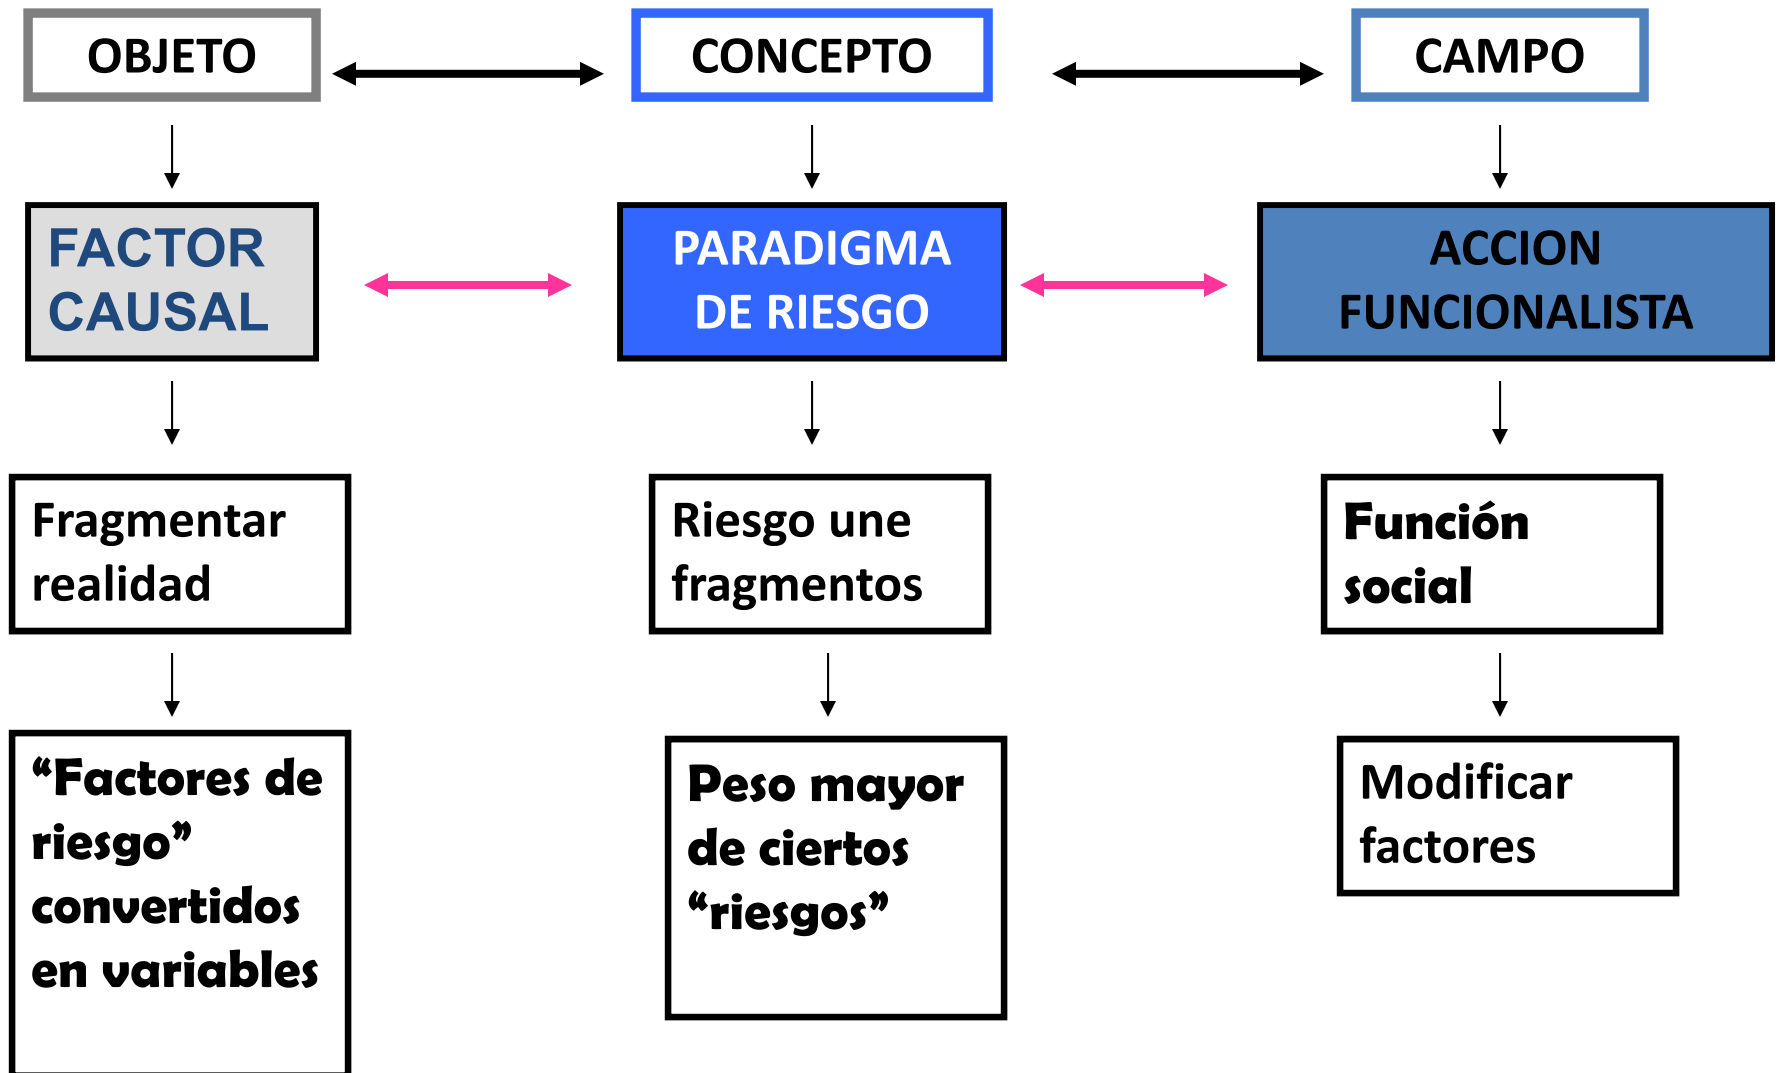 OBJETO
CONCEPTO
CAMPO
FACTOR
CAUSAL
PARADIGMA
DE RIESGO
ACCION
FUNCIONALISTA
Fragmentar
realidad
Riesgo une
fragmentos
Función
social
“Factores de
riesgo”
convertidos
en variables
Peso mayor
de ciertos
“riesgos”
Modificar
factores